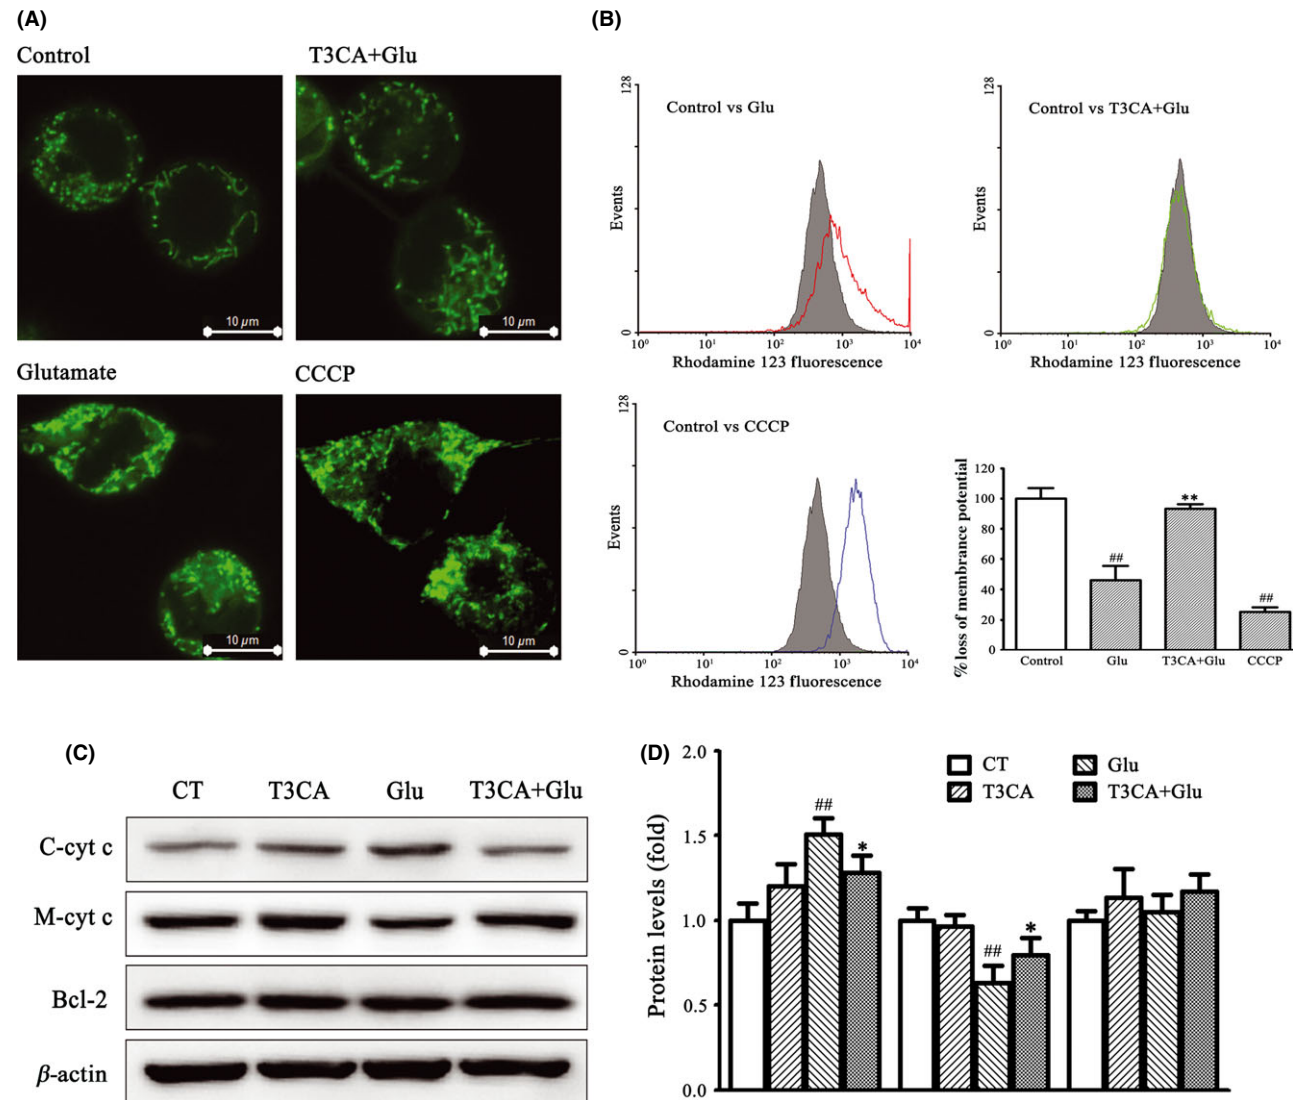 (A)
Control
T3CA+Glu
10 µm
10 µm
Glutamate
CCCP
10 µm
10 µm
(B)
128
Control vs Glu
Events
0
10⁰ 10¹ 10² 10³ 10⁴
Rhodamine 123 fluorescence
128
Control vs T3CA+Glu
Events
0
10⁰ 10¹ 10² 10³ 10⁴
Rhodamine 123 fluorescence
128
Control vs CCCP
Events
0
10⁰ 10¹ 10² 10³ 10⁴
Rhodamine 123 fluorescence
% loss of membrance potential
120
100
80
60
40
20
0
##
**
##
Control Glu T3CA+Glu CCCP
(C)
CT T3CA Glu T3CA+Glu
C-cyt c
M-cyt c
Bcl-2
β-actin
(D)
Protein levels (fold)
2.0
1.5
1.0
0.5
0.0
CT Glu
T3CA T3CA+Glu
##
*
##
*